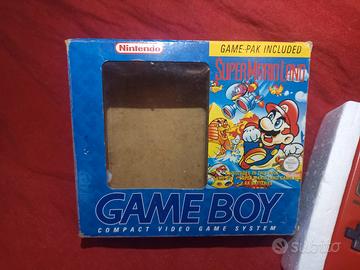 Nintendo
GAME-PAK INCLUDED
SUPER MARIO LAND
GAME BOY
COMPACT VIDEO GAME SYSTEM
SUbito